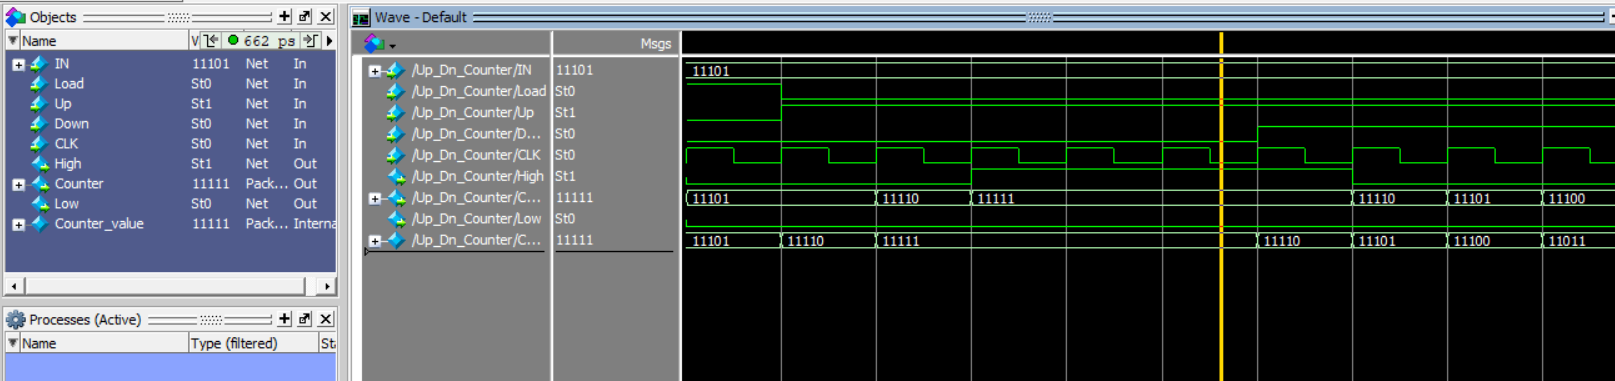 Objects
Name V 662 ps
IN 11101 Net In
Load St0 Net In
Up St1 Net In
Down St0 Net In
CLK St0 Net In
High St1 Net Out
Counter 11111 Pack... Out
Low St0 Net Out
Counter_value 11111 Pack... Interna
Processes (Active)
Name Type (filtered) St
Wave - Default
Msgs
/Up_Dn_Counter/IN 11101 11101
/Up_Dn_Counter/Load St0
/Up_Dn_Counter/Up St1
/Up_Dn_Counter/D... St0
/Up_Dn_Counter/CLK St0
/Up_Dn_Counter/High St1
/Up_Dn_Counter/C... 11111 11101 11110 11111 11110 11101 11100
/Up_Dn_Counter/Low St0
/Up_Dn_Counter/C... 11111 11101 11110 11111 11110 11101 11100 11011